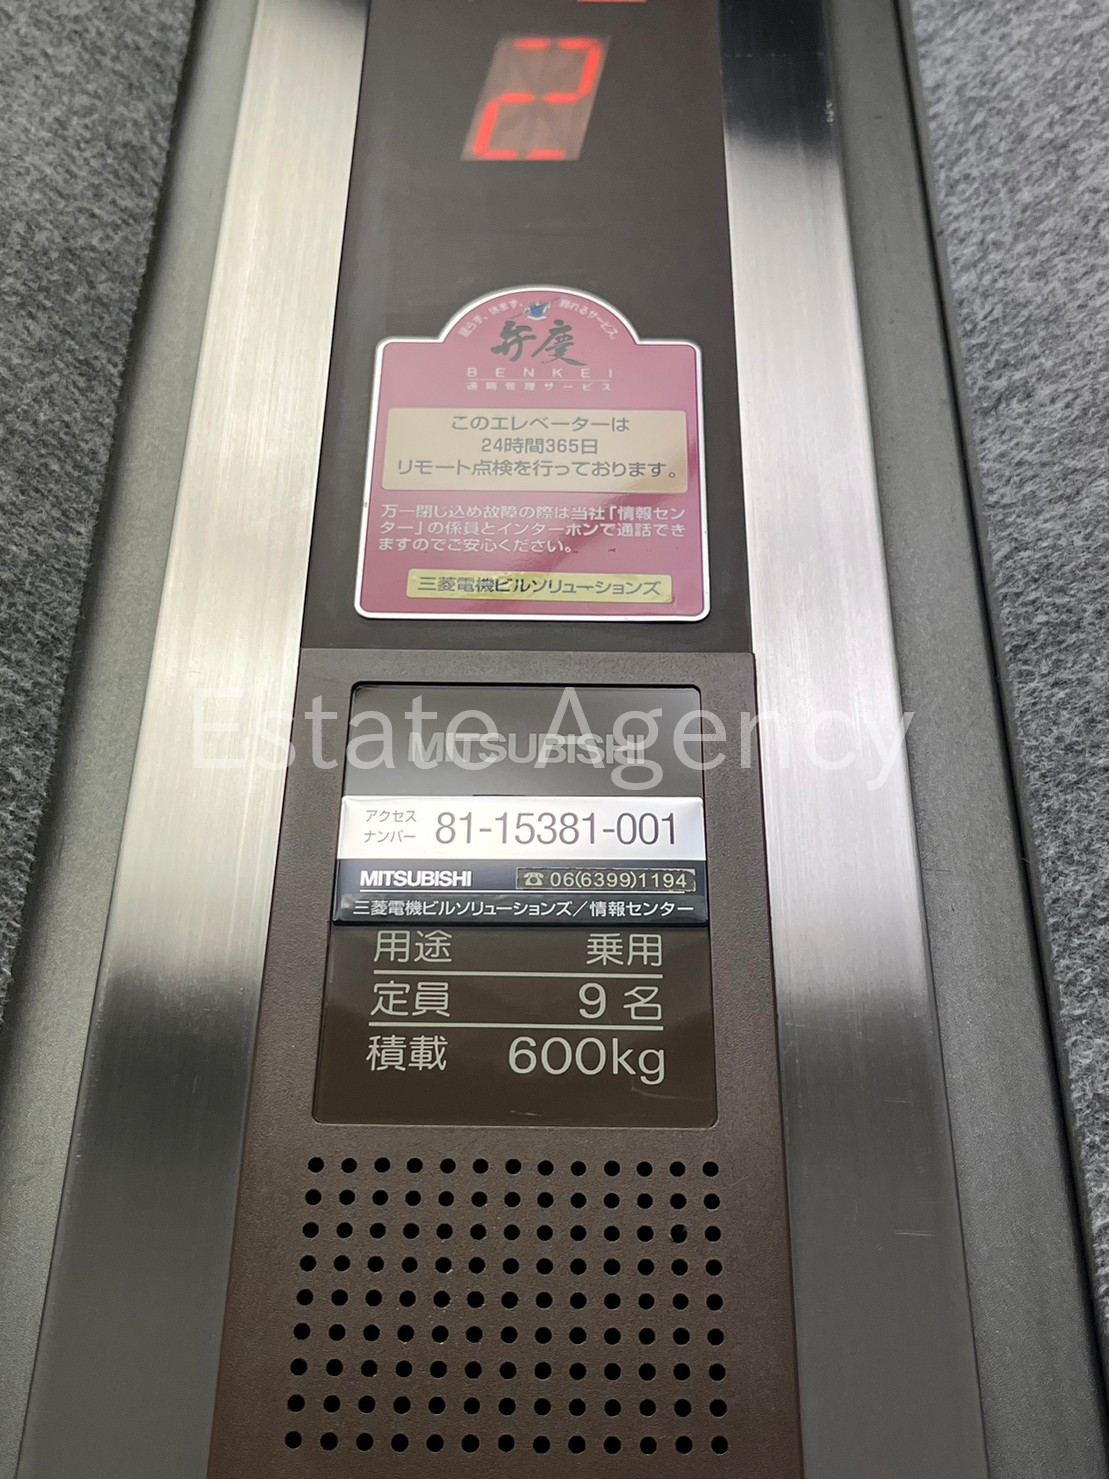 2
眠らず、休まず、頼れるサービス。
弁慶
BENKEI
遠隔管理サービス
このエレベーターは
24時間365日
リモート点検を行っております。
万一閉じ込め故障の際は当社「情報セン
ター」の係員とインターホンで通話でき
ますのでご安心ください。
三菱電機ビルソリューションズ
Estate Agency
MITSUBISHI
アクセス
ナンバー 81-15381-001
MITSUBISHI ☎ 06(6399)1194
三菱電機ビルソリューションズ／情報センター
用途 乗用
定員 9名
積載 600kg